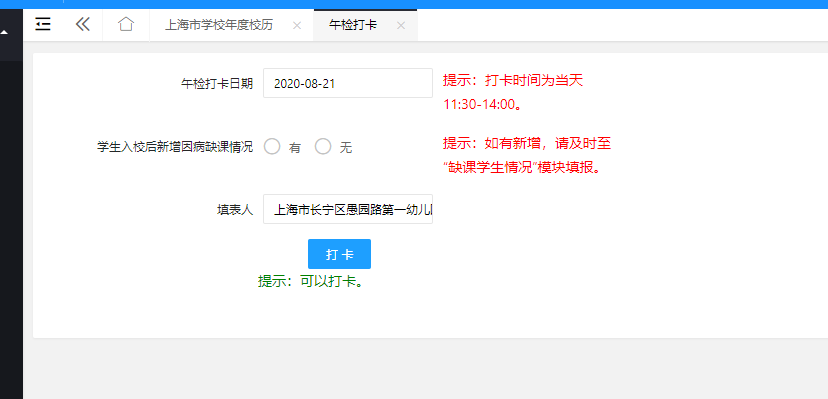 上海市学校年度校历
午检打卡
午检打卡日期
2020-08-21
提示：打卡时间为当天
11:30-14:00。
学生入校后新增因病缺课情况
有
无
提示：如有新增，请及时至
“缺课学生情况”模块填报。
填表人
上海市长宁区愚园路第一幼儿
打 卡
提示：可以打卡。